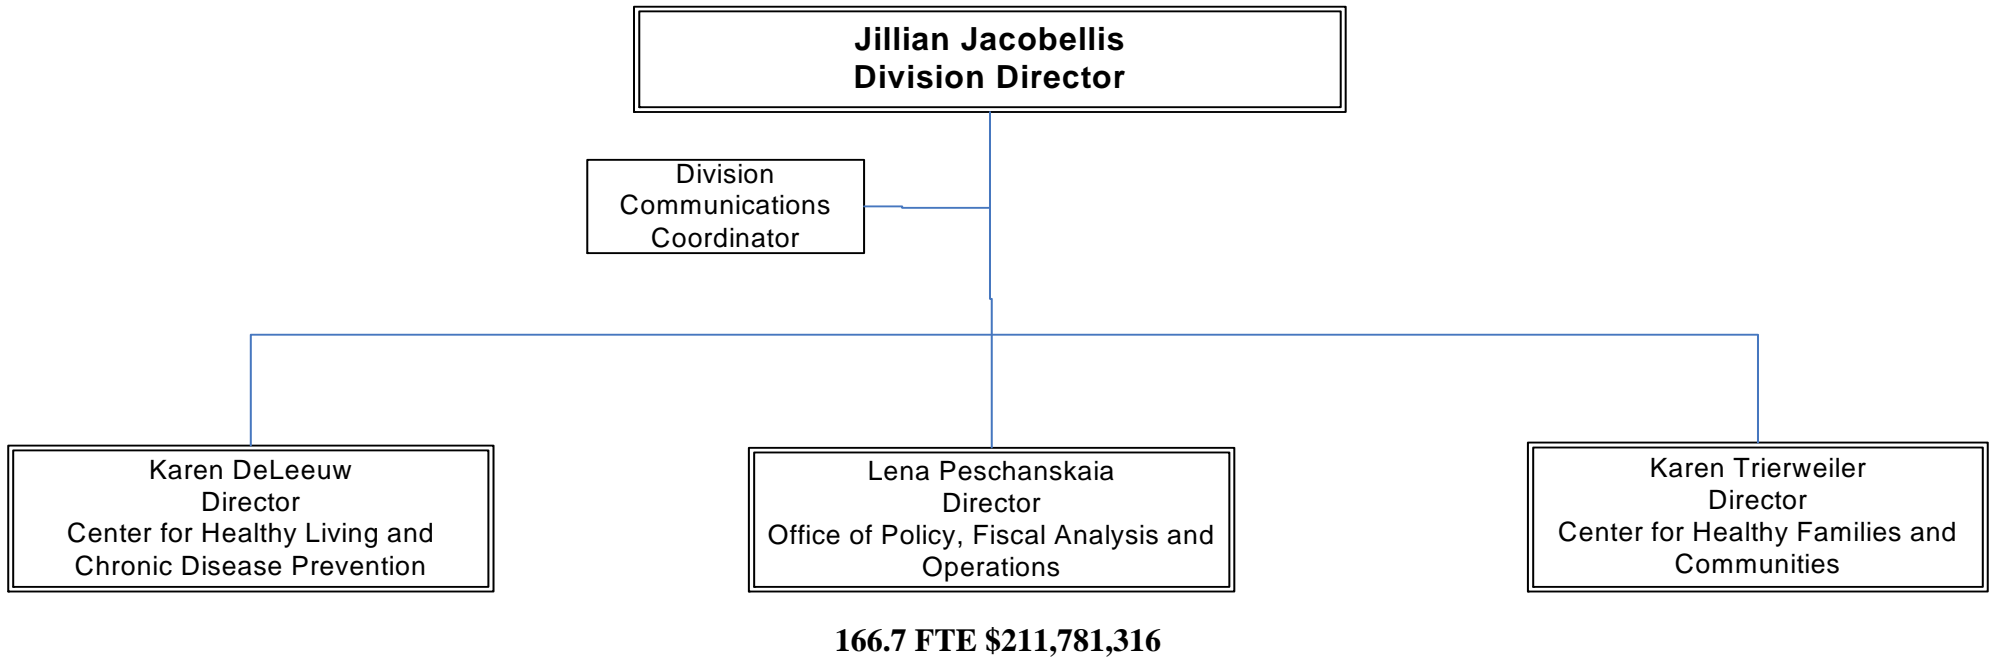 Jillian Jacobellis
Division Director
Division
Communications
Coordinator
Karen DeLeeuw
Director
Center for Healthy Living and
Chronic Disease Prevention
Lena Peschanskaia
Director
Office of Policy, Fiscal Analysis and
Operations
Karen Trierweiler
Director
Center for Healthy Families and
Communities
166.7 FTE $211,781,316